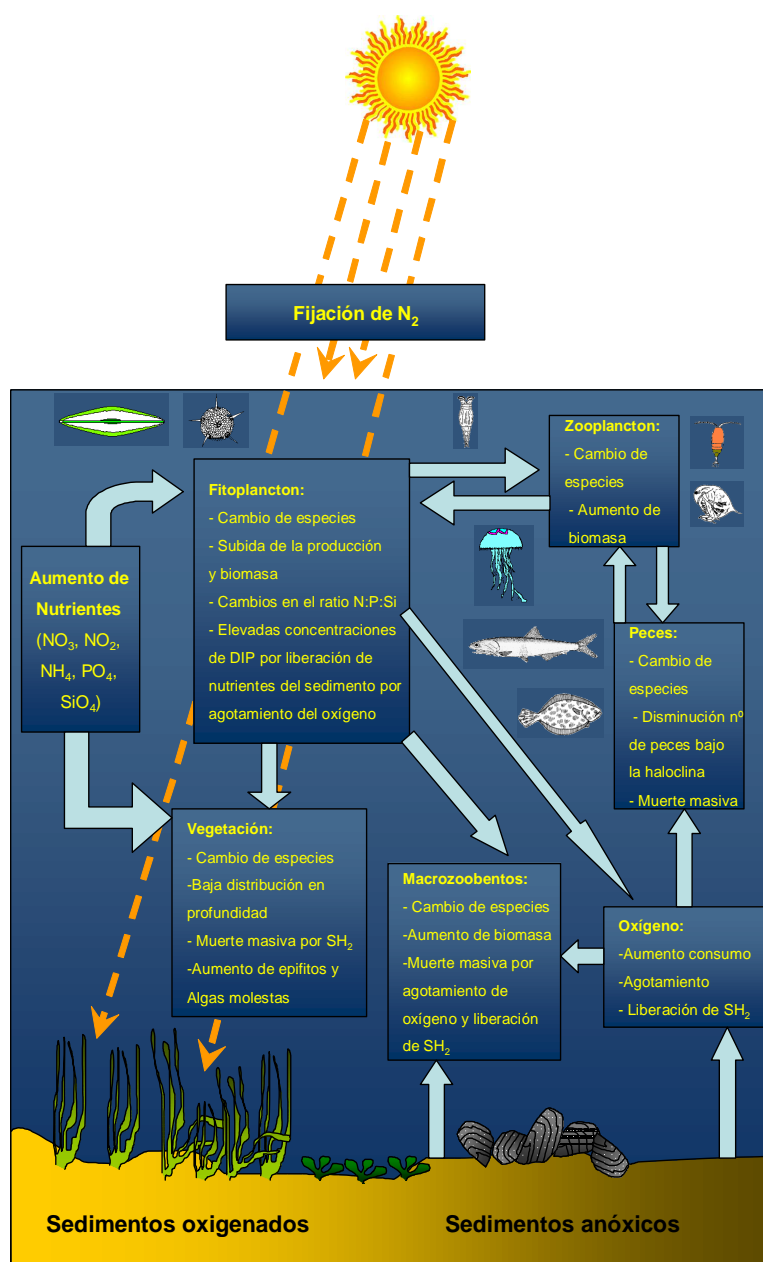 Fijación de N₂
Zooplancton:
- Cambio de
especies
- Aumento de
biomasa
Fitoplancton:
- Cambio de especies
- Subida de la producción
y biomasa
- Cambios en el ratio N:P:Si
- Elevadas concentraciones
de DIP por liberación de
nutrientes del sedimento por
agotamiento del oxígeno
Aumento de
Nutrientes
(NO₃, NO₂,
NH₄, PO₄,
SiO₄)
Peces:
- Cambio de
especies
- Disminución nº
de peces bajo
la haloclina
- Muerte masiva
Vegetación:
- Cambio de especies
-Baja distribución en
profundidad
- Muerte masiva por SH₂
-Aumento de epifitos y
Algas molestas
Macrozoobentos:
- Cambio de especies
-Aumento de biomasa
-Muerte masiva por
agotamiento de
oxígeno y liberación
de SH₂
Oxígeno:
-Aumento consumo
-Agotamiento
- Liberación de SH₂
Sedimentos oxigenados
Sedimentos anóxicos